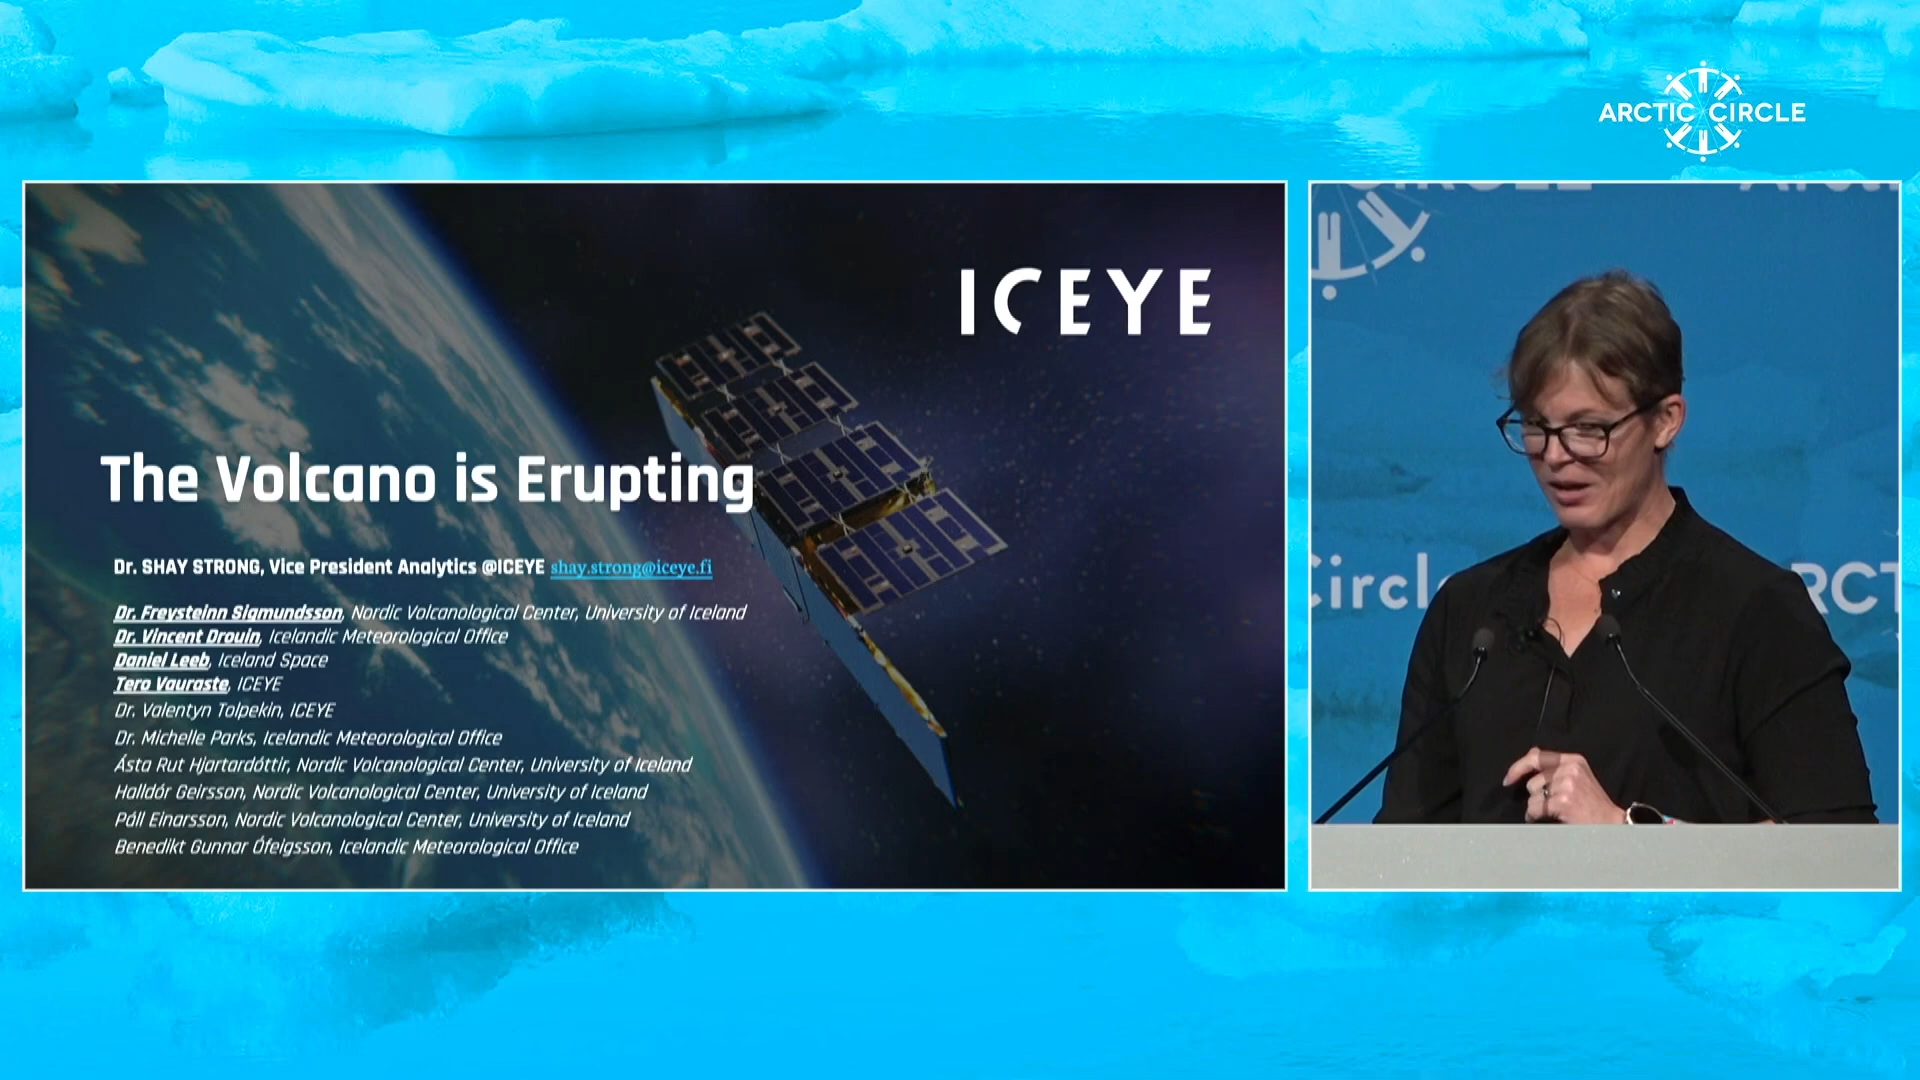 ARCTIC CIRCLE
ICEYE
The Volcano is Erupting
Dr. SHAY STRONG, Vice President Analytics @ICEYE shay.strong@iceye.fi
Dr. Freysteinn Sigmundsson, Nordic Volcanological Center, University of Iceland
Dr. Vincent Drouin, Icelandic Meteorological Office
Daniel Leeb, Iceland Space
Tero Vauraste, ICEYE
Dr. Valentyn Tolpekin, ICEYE
Dr. Michelle Parks, Icelandic Meteorological Office
Ásta Rut Hjartardóttir, Nordic Volcanological Center, University of Iceland
Halldór Geirsson, Nordic Volcanological Center, University of Iceland
Páll Einarsson, Nordic Volcanological Center, University of Iceland
Benedikt Gunnar Ófeigsson, Icelandic Meteorological Office